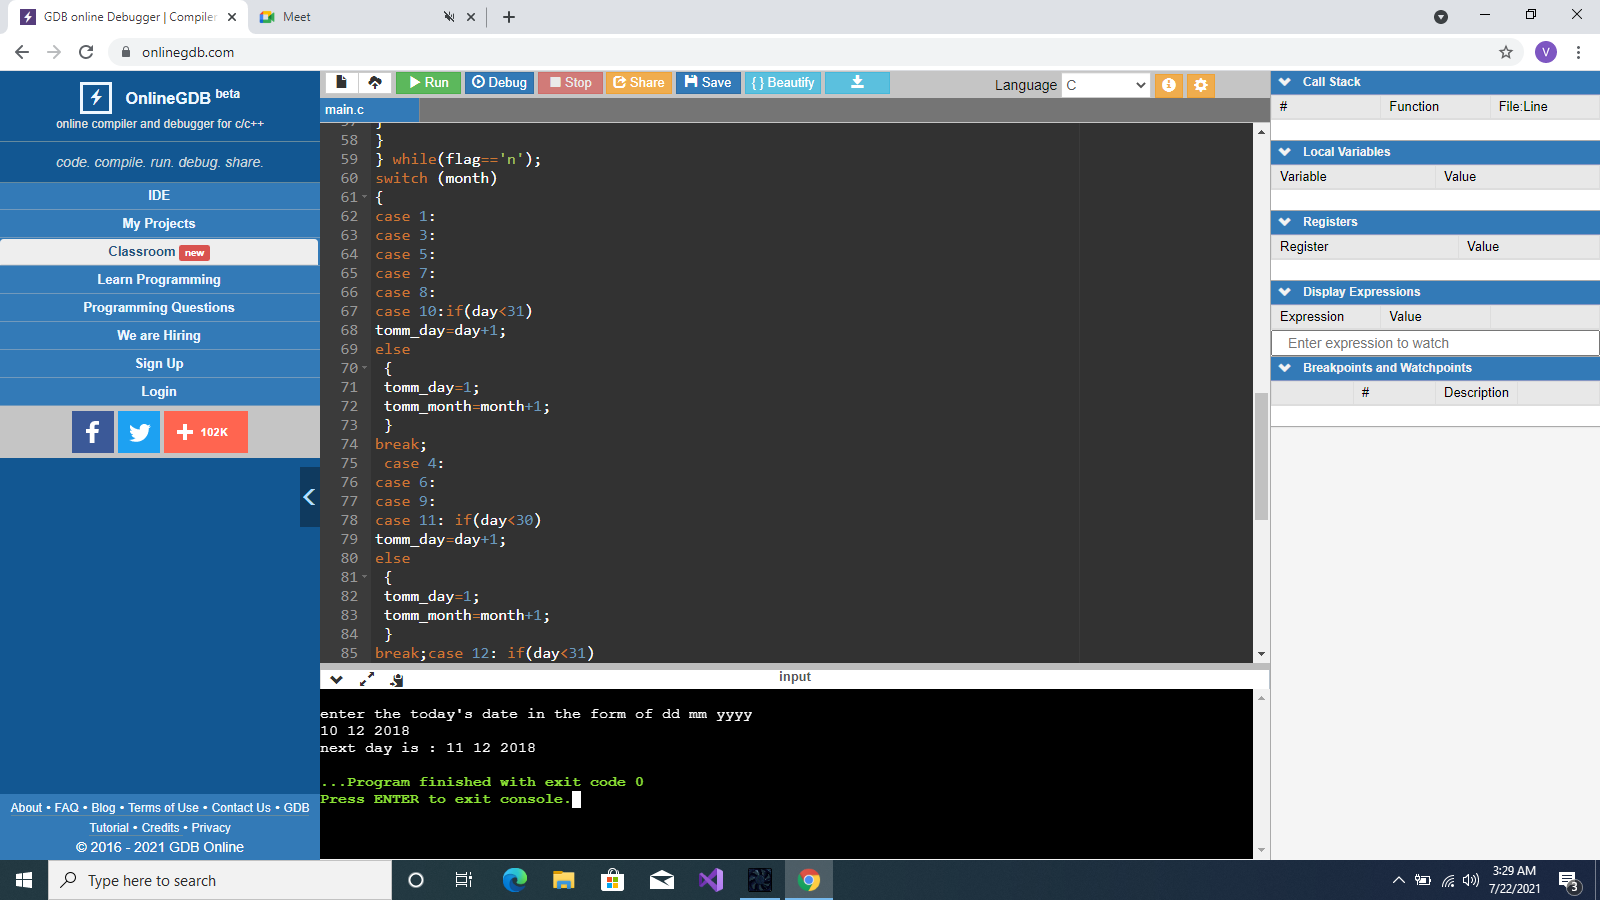 GDB online Debugger | Compiler
Meet
onlinegdb.com
V
OnlineGDB beta
online compiler and debugger for c/c++
code. compile. run. debug. share.
IDE
My Projects
Classroom new
Learn Programming
Programming Questions
We are Hiring
Sign Up
Login
102K
About • FAQ • Blog • Terms of Use • Contact Us • GDB
Tutorial • Credits • Privacy
© 2016 - 2021 GDB Online
Run Debug Stop Share Save { } Beautify
Language C
main.c
58 }
59 } while(flag=='n');
60 switch (month)
61 {
62 case 1:
63 case 3:
64 case 5:
65 case 7:
66 case 8:
67 case 10:if(day<31)
68 tomm_day=day+1;
69 else
70 {
71 tomm_day=1;
72 tomm_month=month+1;
73 }
74 break;
75 case 4:
76 case 6:
77 case 9:
78 case 11: if(day<30)
79 tomm_day=day+1;
80 else
81 {
82 tomm_day=1;
83 tomm_month=month+1;
84 }
85 break;case 12: if(day<31)
input
enter the today's date in the form of dd mm yyyy
10 12 2018
next day is : 11 12 2018
...Program finished with exit code 0
Press ENTER to exit console.
Call Stack
# Function File:Line
Local Variables
Variable Value
Registers
Register Value
Display Expressions
Expression Value
Enter expression to watch
Breakpoints and Watchpoints
# Description
Type here to search
3:29 AM
7/22/2021
3